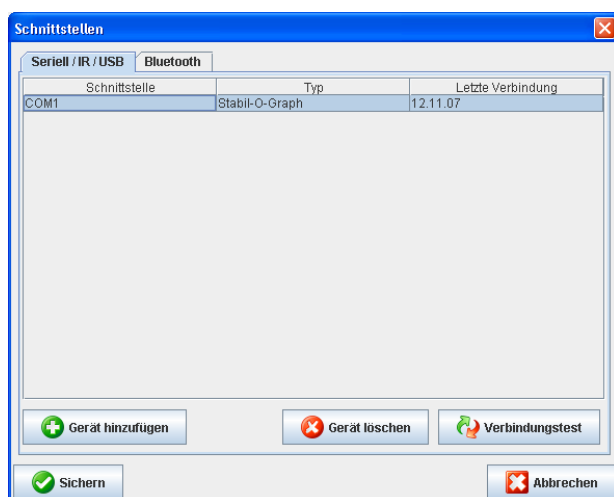 Schnittstellen
Seriell / IR / USB Bluetooth
Schnittstelle Typ Letzte Verbindung
COM1 Stabil-O-Graph 12.11.07
Gerät hinzufügen Gerät löschen Verbindungstest
Sichern Abbrechen